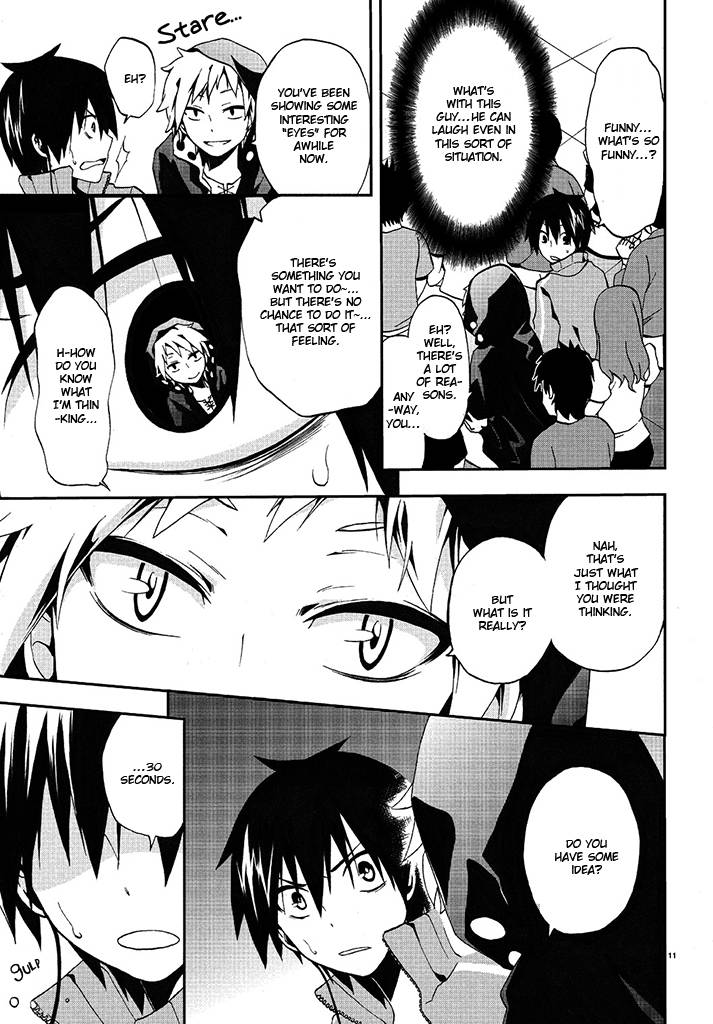 FUNNY...
WHAT'S SO
FUNNY...?
WHAT'S
WITH THIS
GUY...HE CAN
LAUGH EVEN IN
THIS SORT OF
SITUATION.
EH?
WELL,
THERE'S
A LOT
OF REA-
SONS.
ANY
-WAY,
YOU...
Stare...
YOU'VE BEEN
SHOWING SOME
INTERESTING
"EYES" FOR
AWHILE
NOW.
EH?
THERE'S
SOMETHING YOU
WANT TO DO~...
BUT THERE'S NO
CHANCE TO DO IT~...
THAT SORT OF
FEELING.
H-HOW
DO YOU
KNOW
WHAT
I'M THIN
-KING...
NAH,
THAT'S
JUST WHAT
I THOUGHT
YOU WERE
THINKING.
BUT
WHAT IS IT
REALLY?
DO YOU
HAVE SOME
IDEA?
...30
SECONDS.
gulp
11